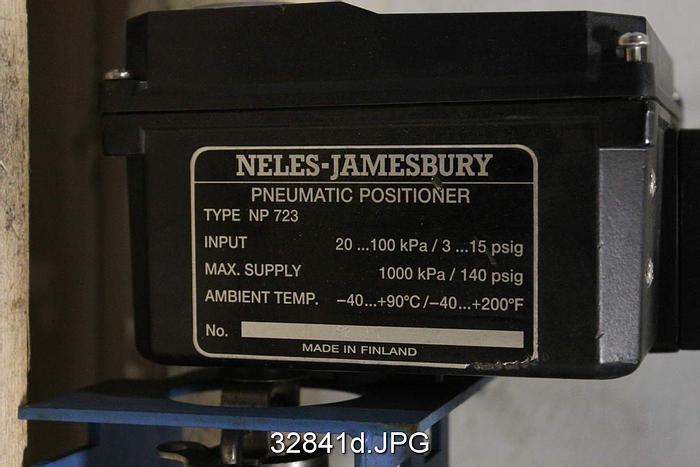 NELES-JAMESBURY
PNEUMATIC POSITIONER
TYPE NP 723
INPUT 20 ...100 kPa / 3 ...15 psig
MAX. SUPPLY 1000 kPa / 140 psig
AMBIENT TEMP. –40...+90°C /–40...+200°F
No.
MADE IN FINLAND
32841d.JPG